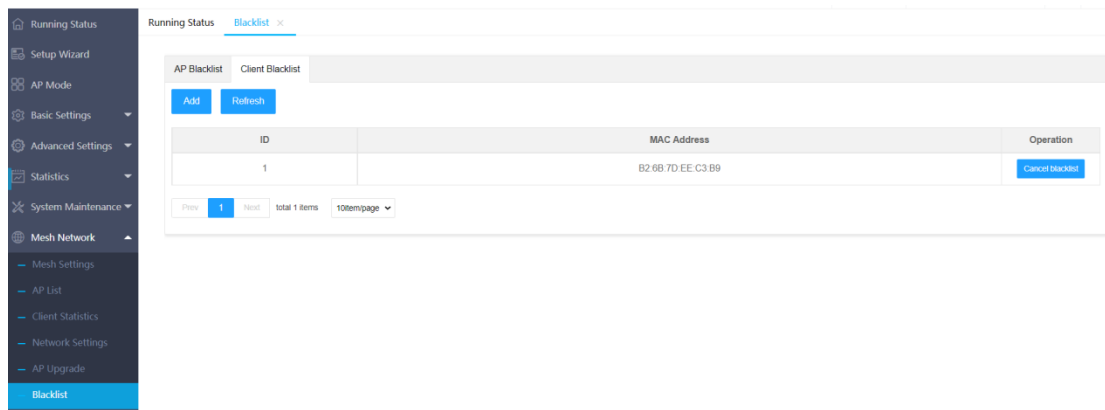 Running Status
Setup Wizard
AP Mode
Basic Settings
Advanced Settings
Statistics
System Maintenance
Mesh Network
Mesh Settings
AP List
Client Statistics
Network Settings
AP Upgrade
Blacklist
Running Status Blacklist ×
AP Blacklist Client Blacklist
Add Refresh
ID MAC Address Operation
1 B2:6B:7D:EE:C3:B9 Cancel blacklist
Prev 1 Next total 1 items 10item/page